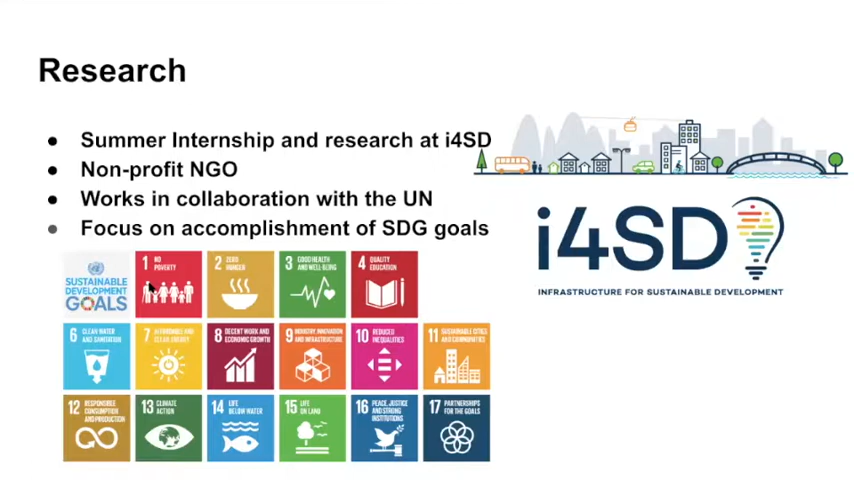 Research
● Summer Internship and research at i4SD
● Non-profit NGO
● Works in collaboration with the UN
● Focus on accomplishment of SDG goals
i4SD
INFRASTRUCTURE FOR SUSTAINABLE DEVELOPMENT
SUSTAINABLE
DEVELOPMENT
GOALS
1 NO
POVERTY
2 ZERO
HUNGER
3 GOOD HEALTH
AND WELL-BEING
4 QUALITY
EDUCATION
6 CLEAN WATER
AND SANITATION
7 AFFORDABLE AND
CLEAN ENERGY
8 DECENT WORK AND
ECONOMIC GROWTH
9 INDUSTRY, INNOVATION
AND INFRASTRUCTURE
10 REDUCED
INEQUALITIES
11 SUSTAINABLE CITIES
AND COMMUNITIES
12 RESPONSIBLE
CONSUMPTION
AND PRODUCTION
13 CLIMATE
ACTION
14 LIFE
BELOW WATER
15 LIFE
ON LAND
16 PEACE, JUSTICE
AND STRONG
INSTITUTIONS
17 PARTNERSHIPS
FOR THE GOALS